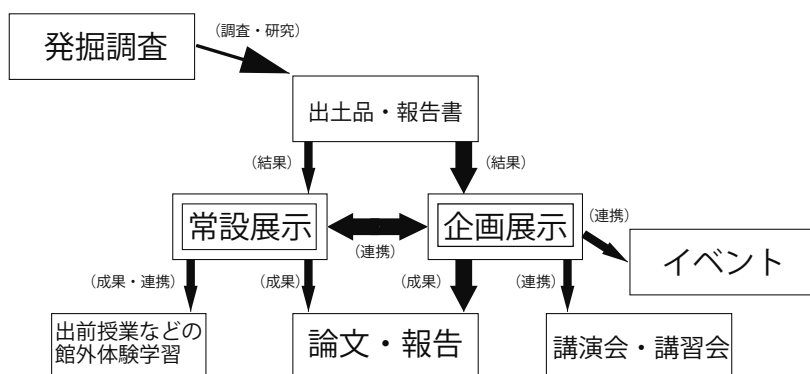 発掘調査
（調査・研究）
出土品・報告書
（結果）
（結果）
常設展示
（連携）
企画展示
（連携）
イベント
（成果・連携）
（成果）
（成果）
（連携）
出前授業などの
館外体験学習
論文・報告
講演会・講習会